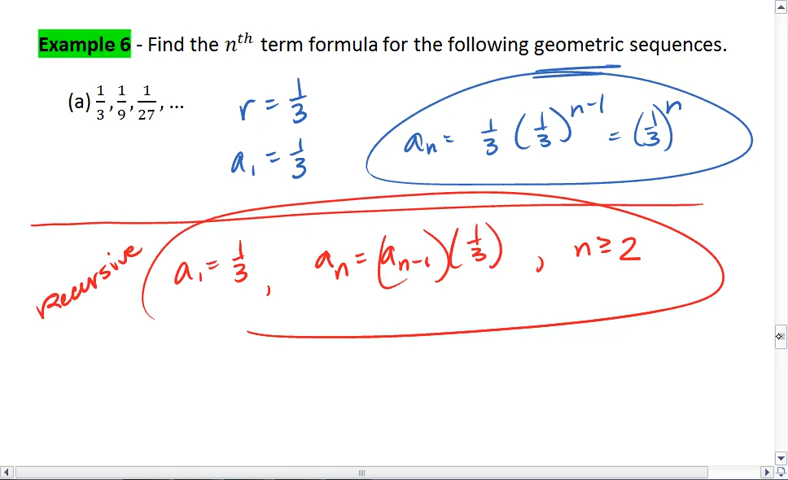 Example 6 - Find the nᵗʰ term formula for the following geometric sequences.
(a) 1/3, 1/9, 1/27, ...
r = 1/3
a₁ = 1/3
aₙ = 1/3 (1/3)ⁿ⁻¹ = (1/3)ⁿ
recursive
a₁ = 1/3, aₙ = (aₙ₋₁)(1/3), n ≥ 2